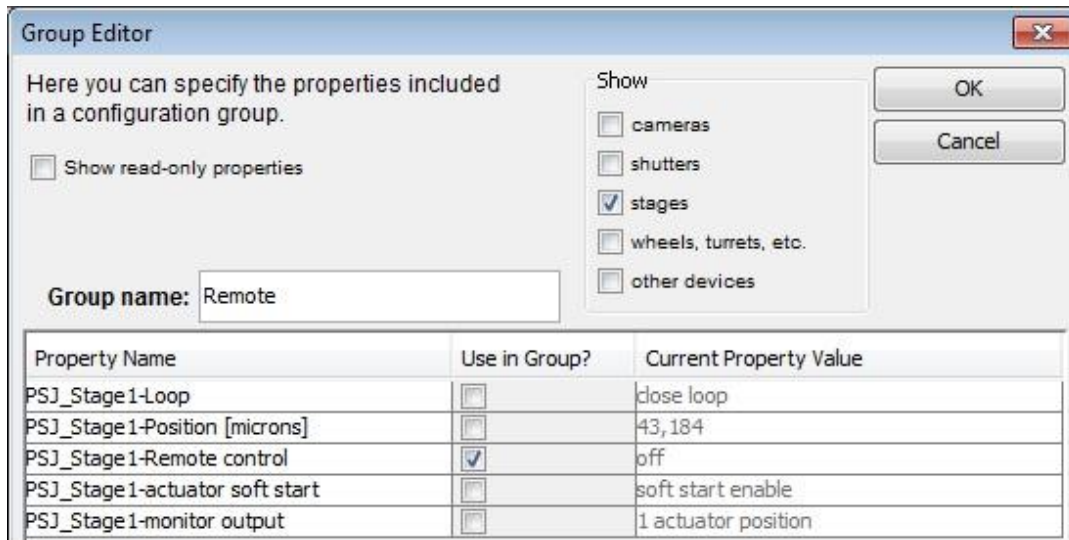 Group Editor
Here you can specify the properties included
in a configuration group.
Show read-only properties
Show
cameras
shutters
stages
wheels, turrets, etc.
other devices
OK
Cancel
Group name: Remote
Property Name Use in Group? Current Property Value
PSJ_Stage1-Loop close loop
PSJ_Stage1-Position [microns] 43,184
PSJ_Stage1-Remote control off
PSJ_Stage1-actuator soft start soft start enable
PSJ_Stage1-monitor output 1 actuator position